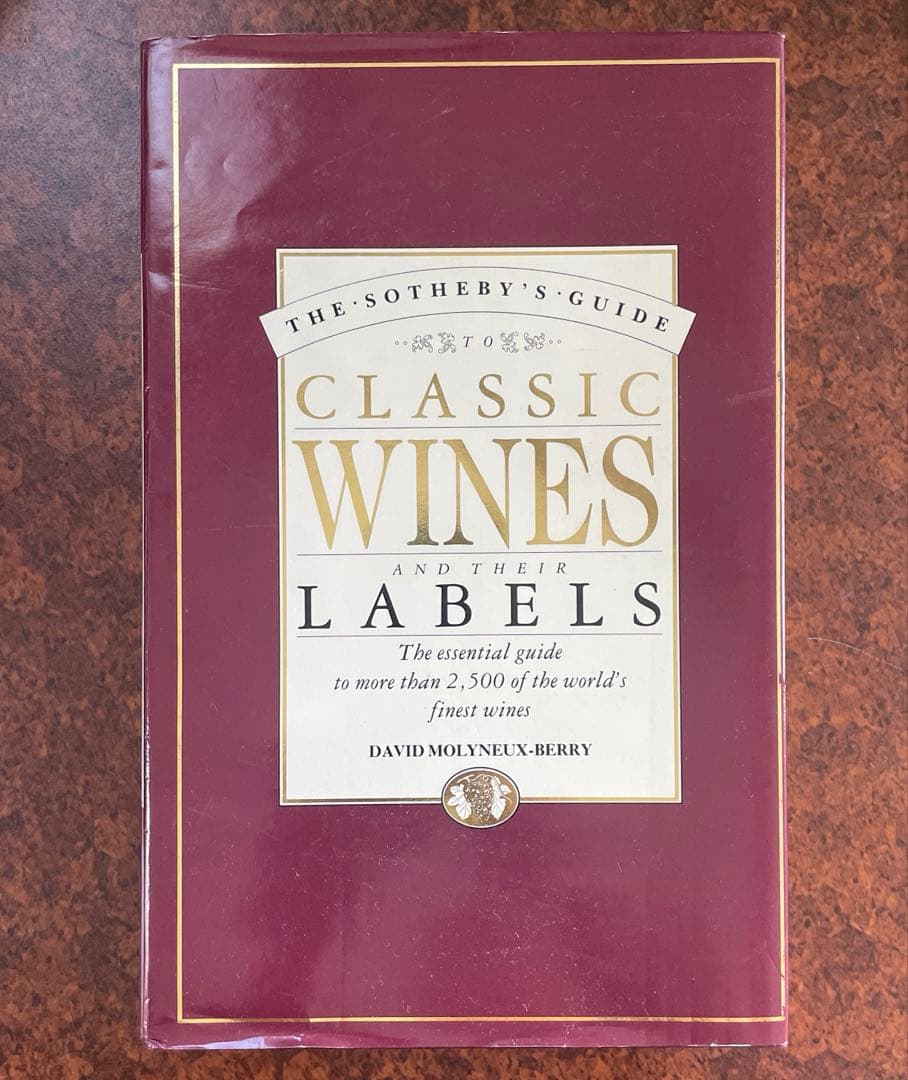 THE·SOTHEBY'S·GUIDE
TO
CLASSIC
WINES
AND THEIR
LABELS
The essential guide
to more than 2,500 of the world's
finest wines
DAVID MOLYNEUX-BERRY